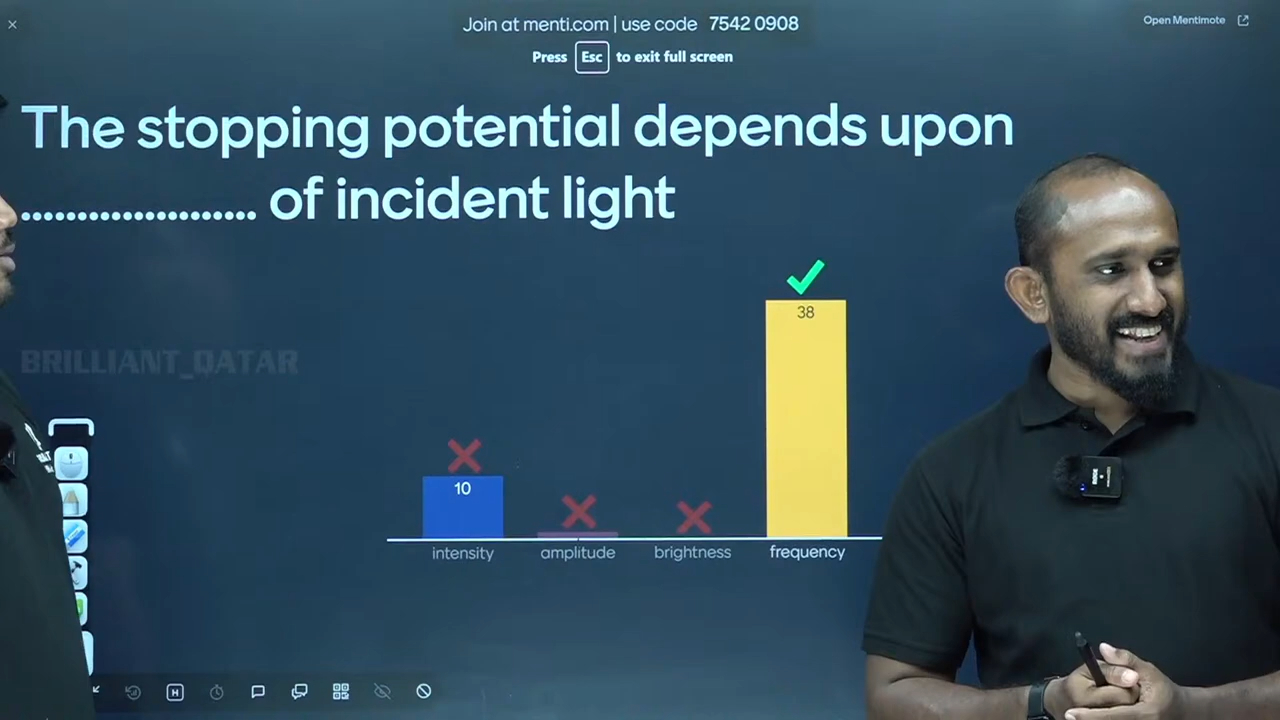 Join at menti.com | use code 7542 0908
Open Mentimote
Press Esc to exit full screen
The stopping potential depends upon
.................... of incident light
BRILLIANT_QATAR
38
10
intensity amplitude brightness frequency
H